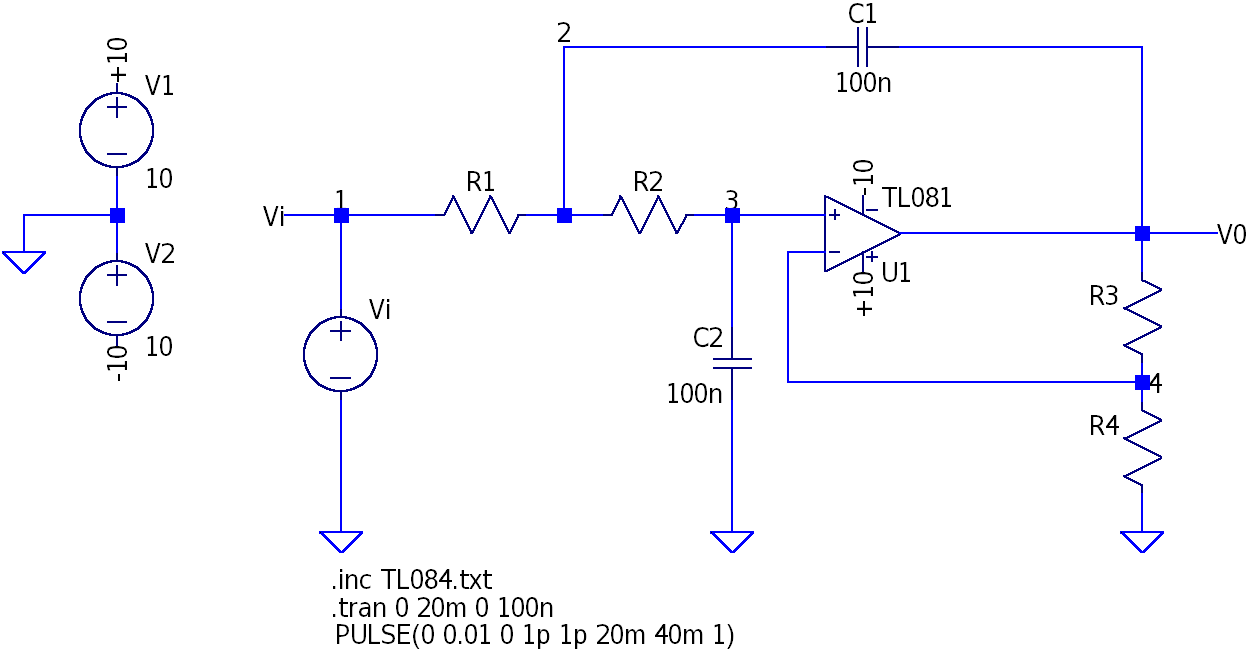 +10
V1
10
V2
10
-10
Vi
1
Vi
R1
2
R2
3
C1
100n
C2
100n
-10
TL081
+10
U1
V0
R3
4
R4
.inc TL084.txt
.tran 0 20m 0 100n
PULSE(0 0.01 0 1p 1p 20m 40m 1)